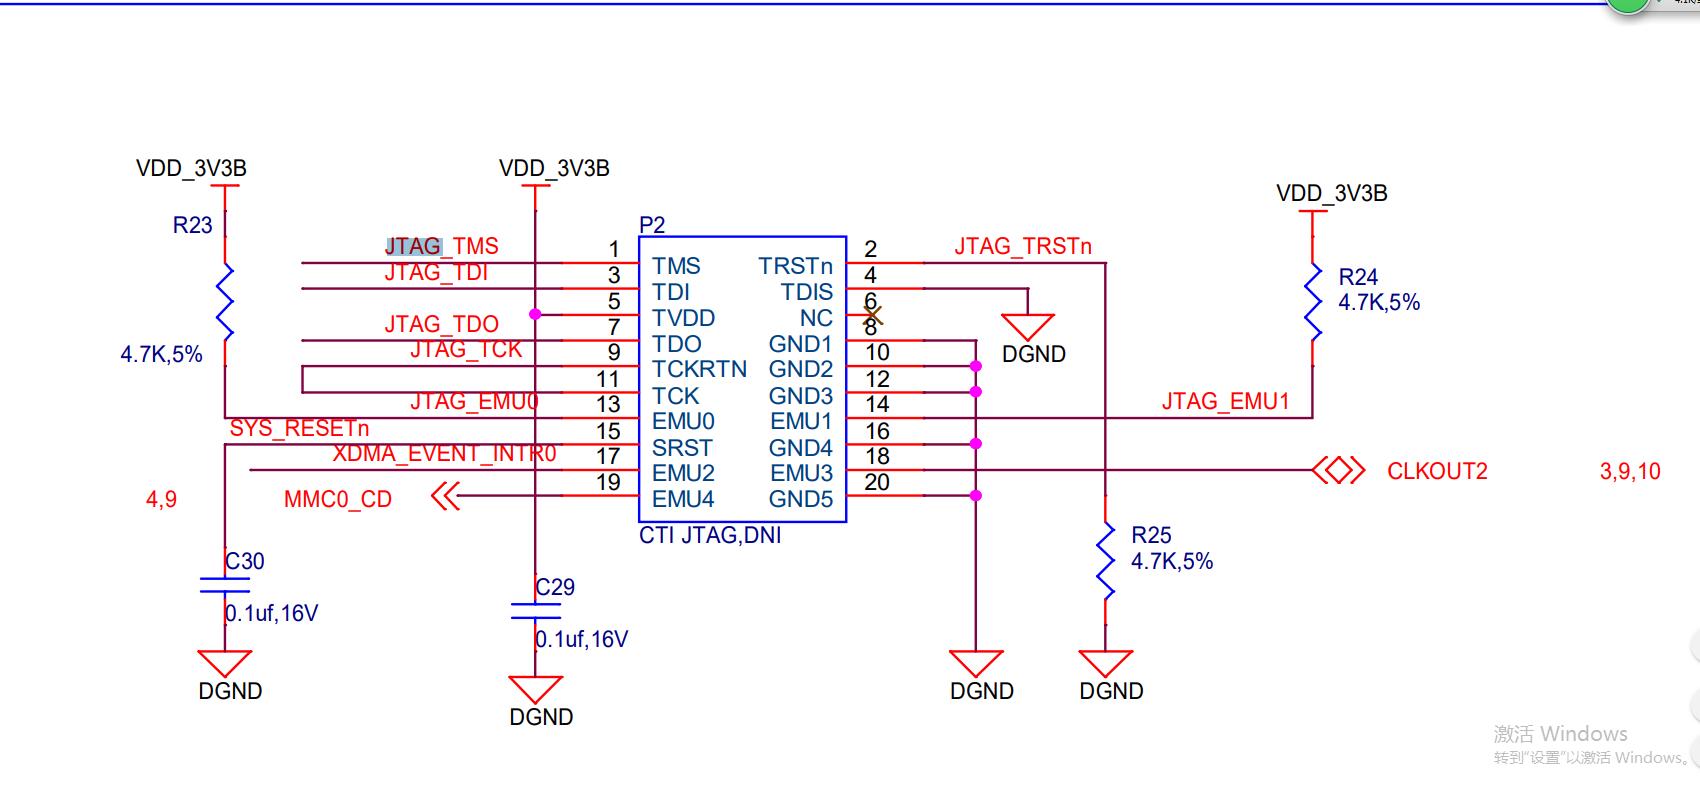 VDD_3V3B
VDD_3V3B
VDD_3V3B
R23
P2
JTAG_TMS
1
2
JTAG_TRSTn
TMS
TRSTn
JTAG_TDI
3
4
R24
TDI
TDIS
4.7K,5%
5
6
TVDD
NC
JTAG_TDO
7
8
TDO
GND1
DGND
4.7K,5%
JTAG_TCK
9
10
TCKRTN
GND2
11
12
TCK
GND3
JTAG_EMU0
13
14
JTAG_EMU1
EMU0
EMU1
SYS_RESETn
15
16
SRST
GND4
XDMA_EVENT_INTR0
17
18
EMU2
EMU3
CLKOUT2
3,9,10
19
20
4,9
MMC0_CD
EMU4
GND5
CTI JTAG,DNI
R25
4.7K,5%
C30
0.1uf,16V
C29
0.1uf,16V
DGND
DGND
DGND
DGND
激活 Windows
转到"设置"以激活 Windows。